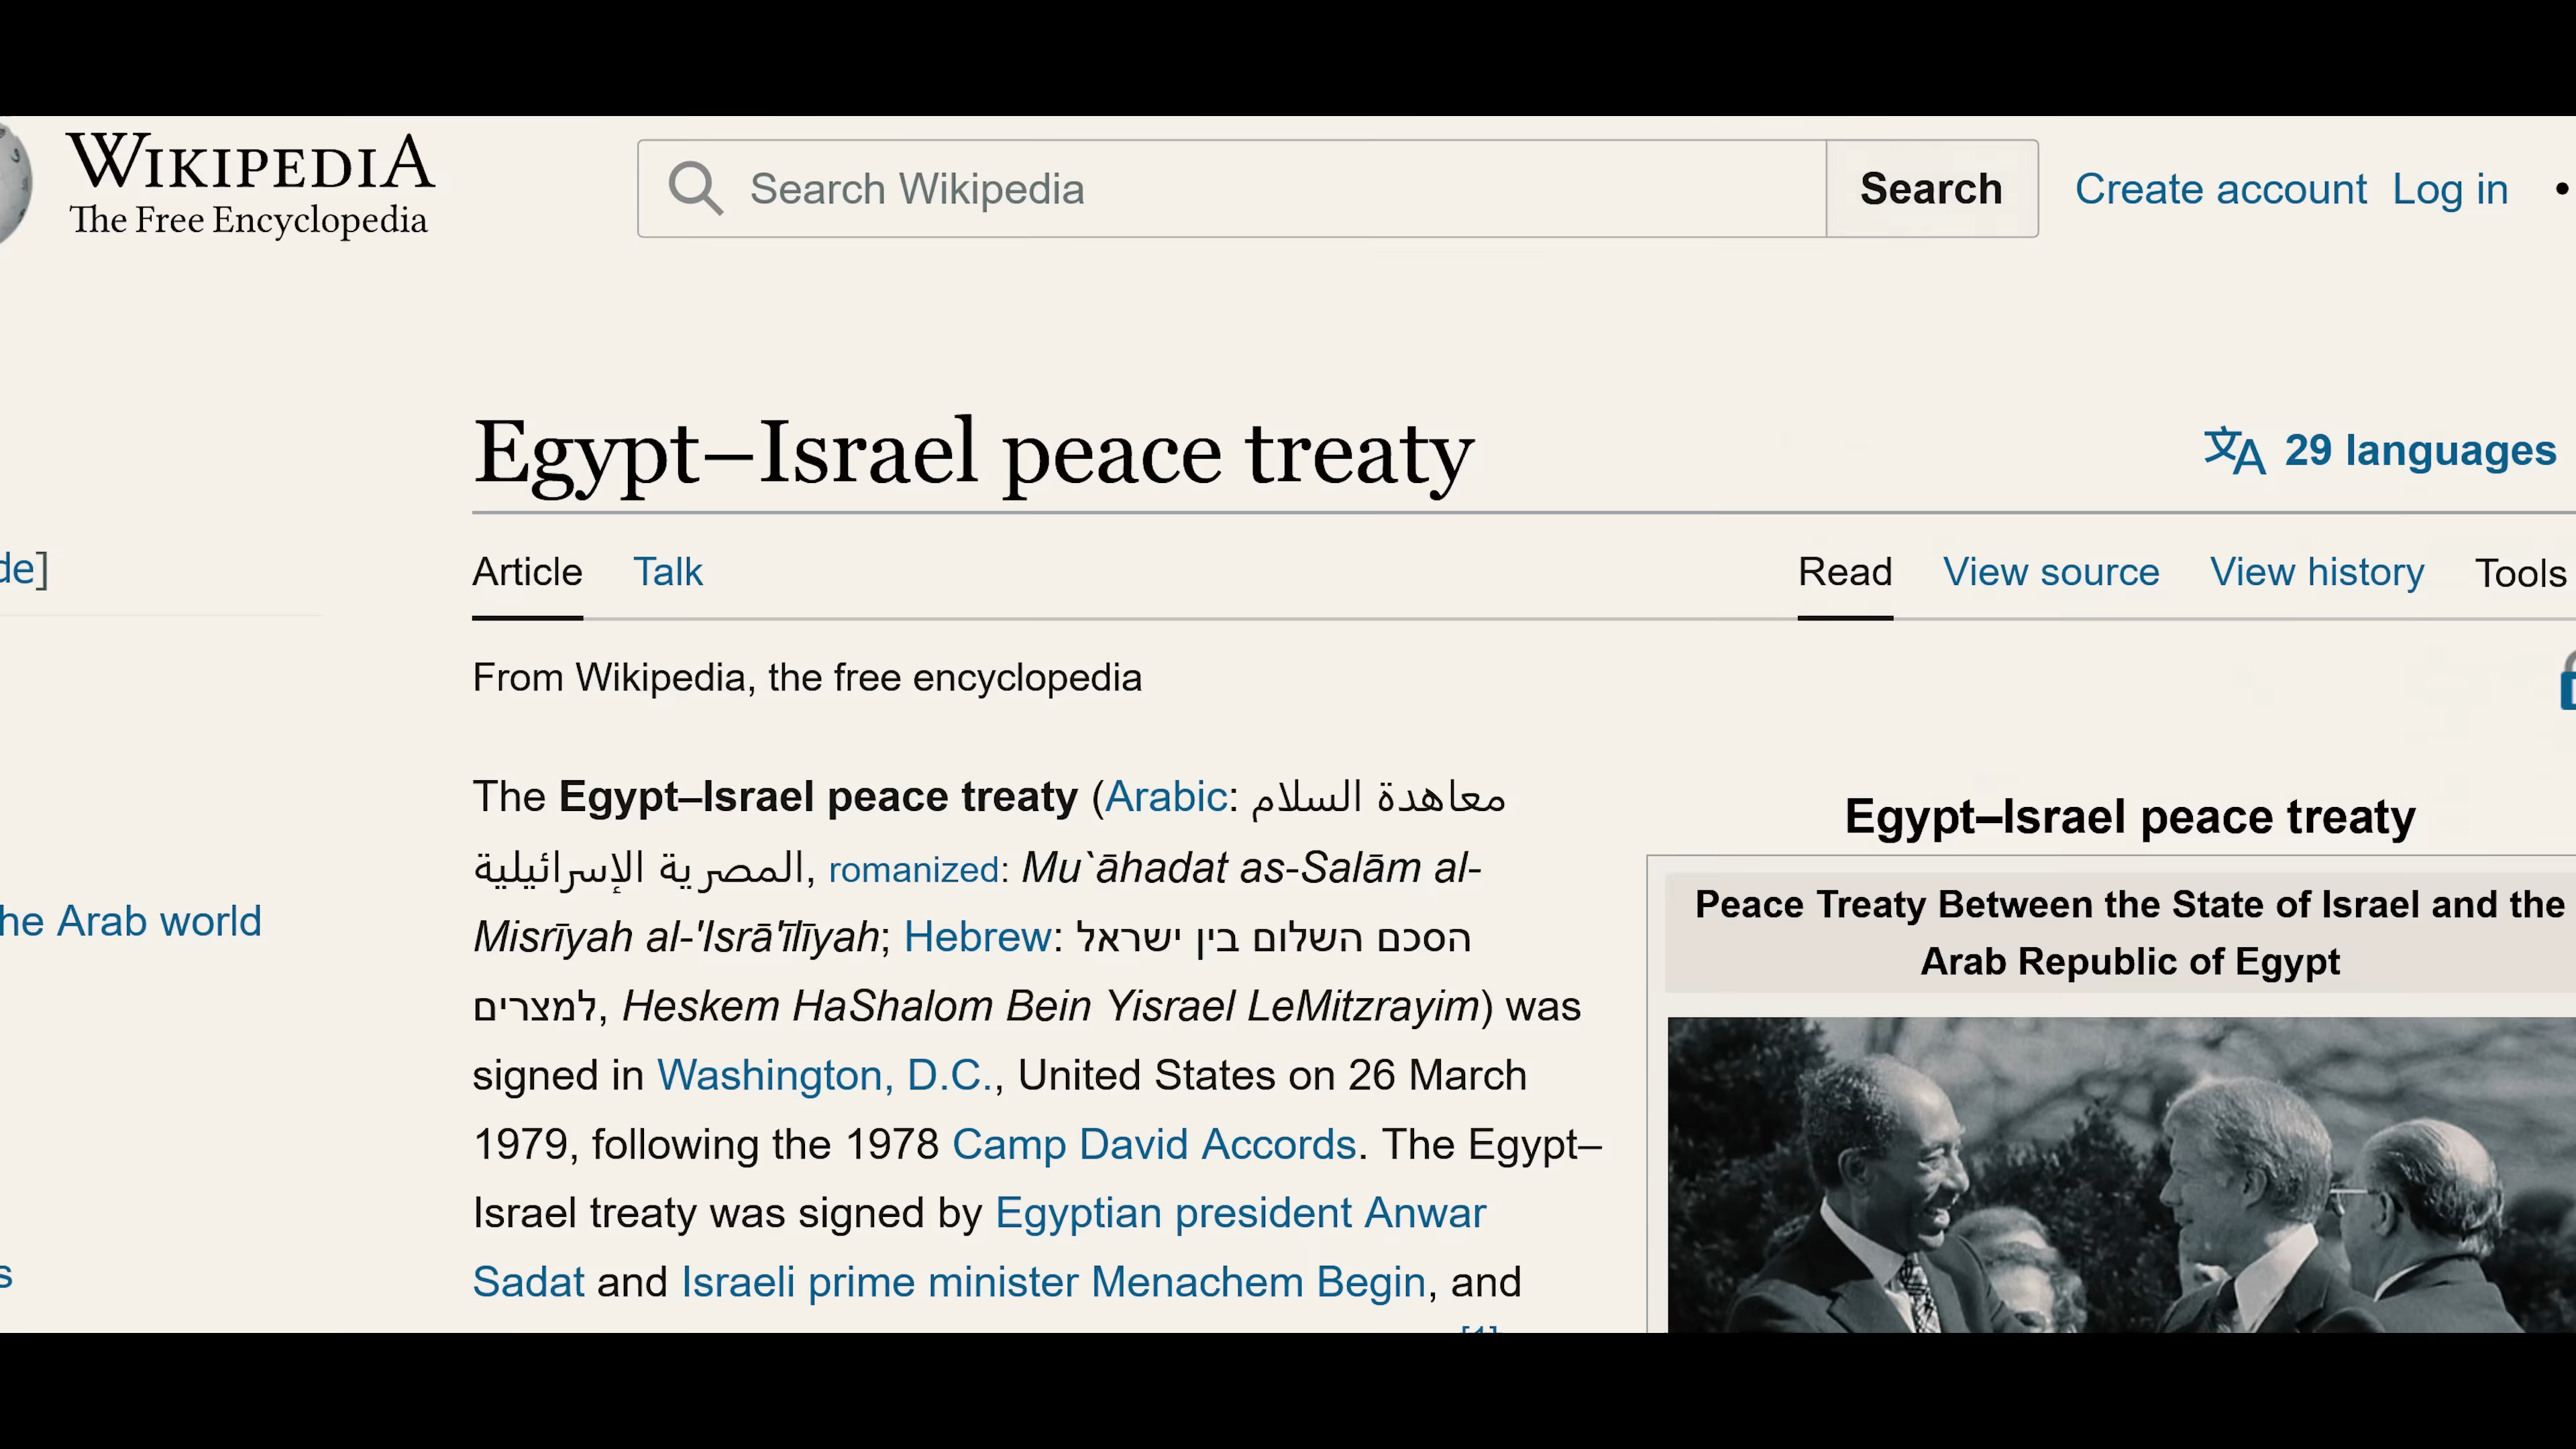 WIKIPEDIA
The Free Encyclopedia
Search Wikipedia
Search
Create account Log in
Egypt–Israel peace treaty
29 languages
de]
Article Talk
Read View source View history Tools
From Wikipedia, the free encyclopedia
The Egypt–Israel peace treaty (Arabic: معاهدة السلام
المصرية الإسرائيلية, romanized: Mu`āhadat as-Salām al-
Misrīyah al-'Isrā'īlīyah; Hebrew: הסכם השלום בין ישראל
למצרים, Heskem HaShalom Bein Yisrael LeMitzrayim) was
signed in Washington, D.C., United States on 26 March
1979, following the 1978 Camp David Accords. The Egypt–
Israel treaty was signed by Egyptian president Anwar
Sadat and Israeli prime minister Menachem Begin, and
he Arab world
s
Egypt–Israel peace treaty
Peace Treaty Between the State of Israel and the
Arab Republic of Egypt